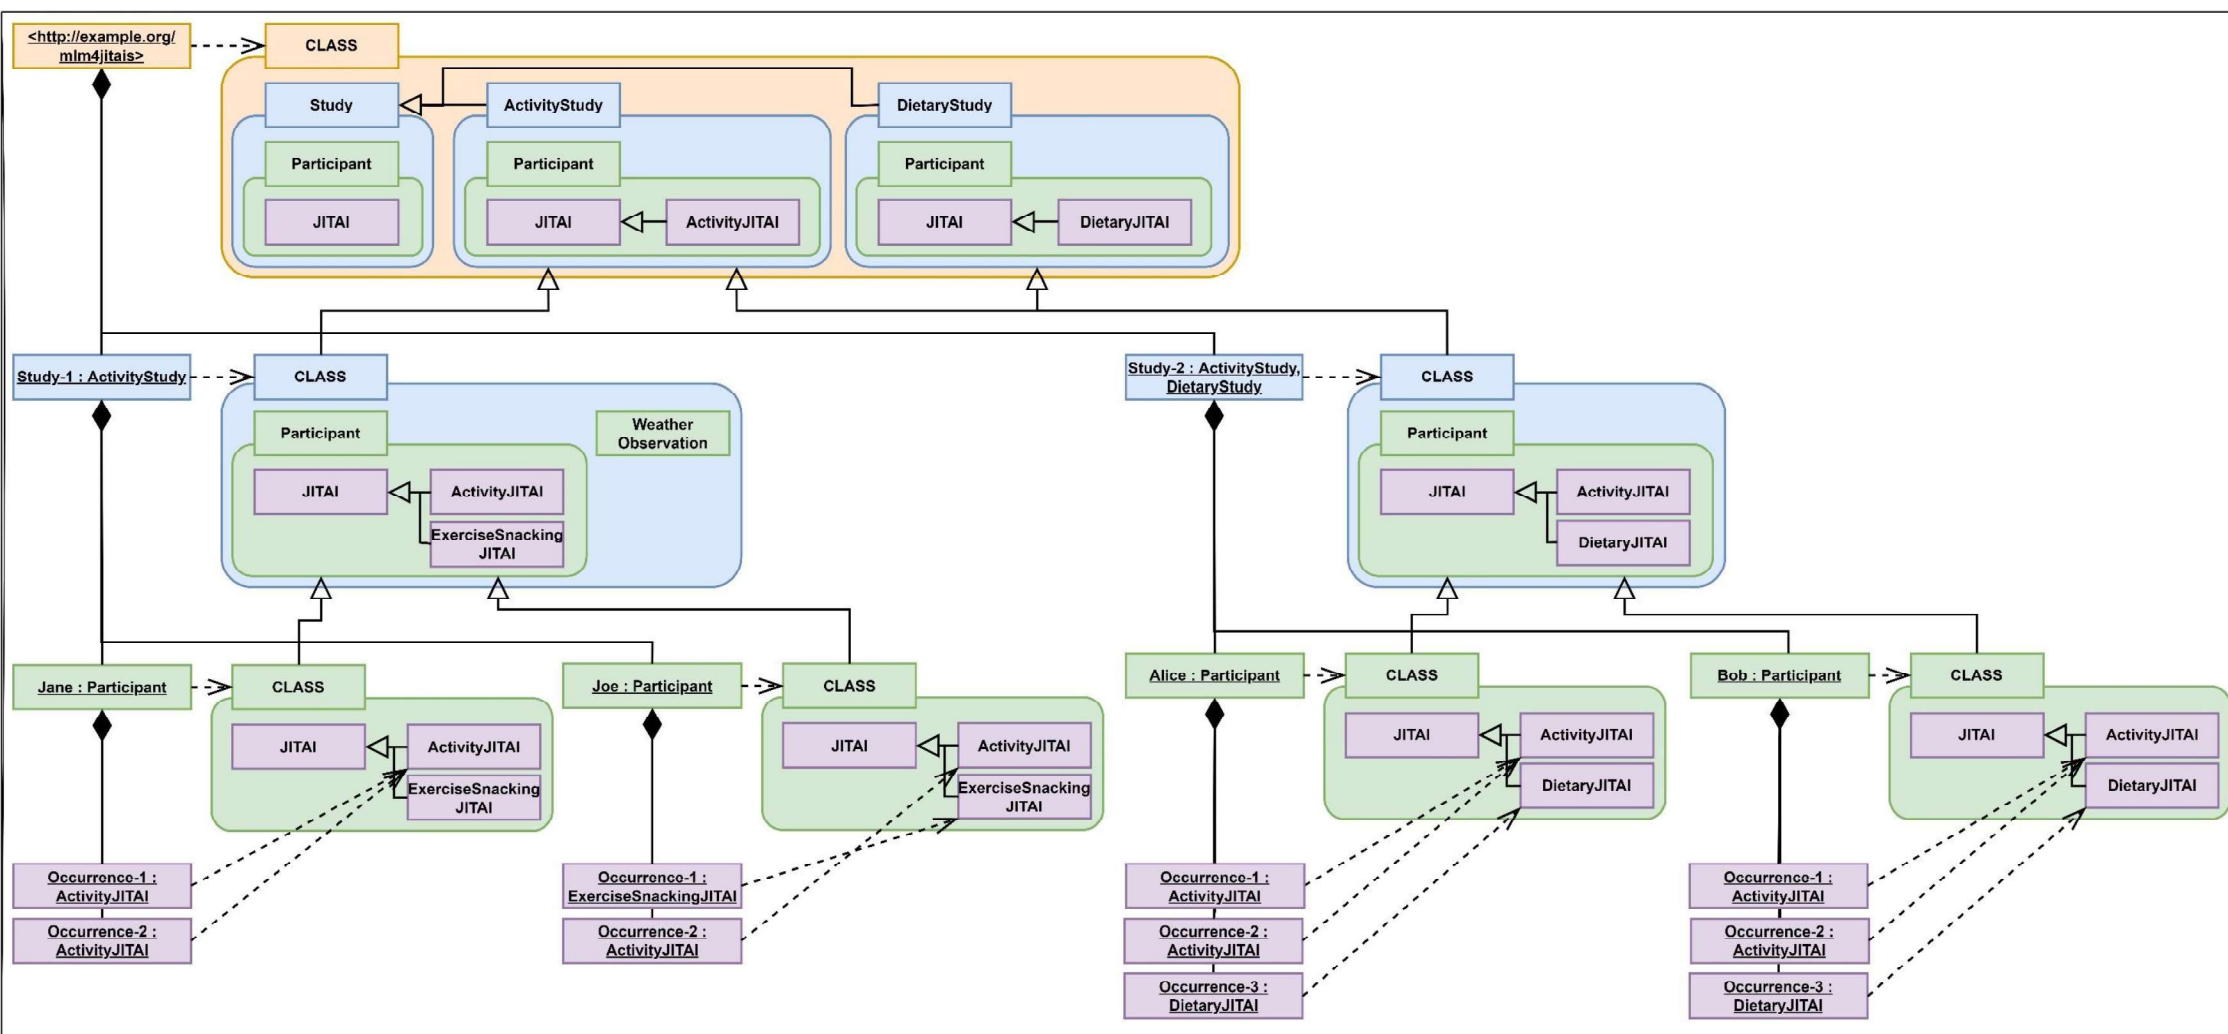 <http://example.org/
mlm4jitais>
CLASS
Study
ActivityStudy
DietaryStudy
Participant
Participant
Participant
JITAI
JITAI
ActivityJITAI
JITAI
DietaryJITAI
Study-1 : ActivityStudy
CLASS
Study-2 : ActivityStudy,
DietaryStudy
CLASS
Participant
Weather
Observation
Participant
JITAI
ActivityJITAI
ExerciseSnacking
JITAI
JITAI
ActivityJITAI
DietaryJITAI
Jane : Participant
CLASS
Joe : Participant
CLASS
Alice : Participant
CLASS
Bob : Participant
CLASS
JITAI
ActivityJITAI
ExerciseSnacking
JITAI
JITAI
ActivityJITAI
ExerciseSnacking
JITAI
JITAI
ActivityJITAI
DietaryJITAI
JITAI
ActivityJITAI
DietaryJITAI
Occurrence-1 :
ActivityJITAI
Occurrence-2 :
ActivityJITAI
Occurrence-1 :
ExerciseSnackingJITAI
Occurrence-2 :
ActivityJITAI
Occurrence-1 :
ActivityJITAI
Occurrence-2 :
ActivityJITAI
Occurrence-3 :
DietaryJITAI
Occurrence-1 :
ActivityJITAI
Occurrence-2 :
ActivityJITAI
Occurrence-3 :
DietaryJITAI